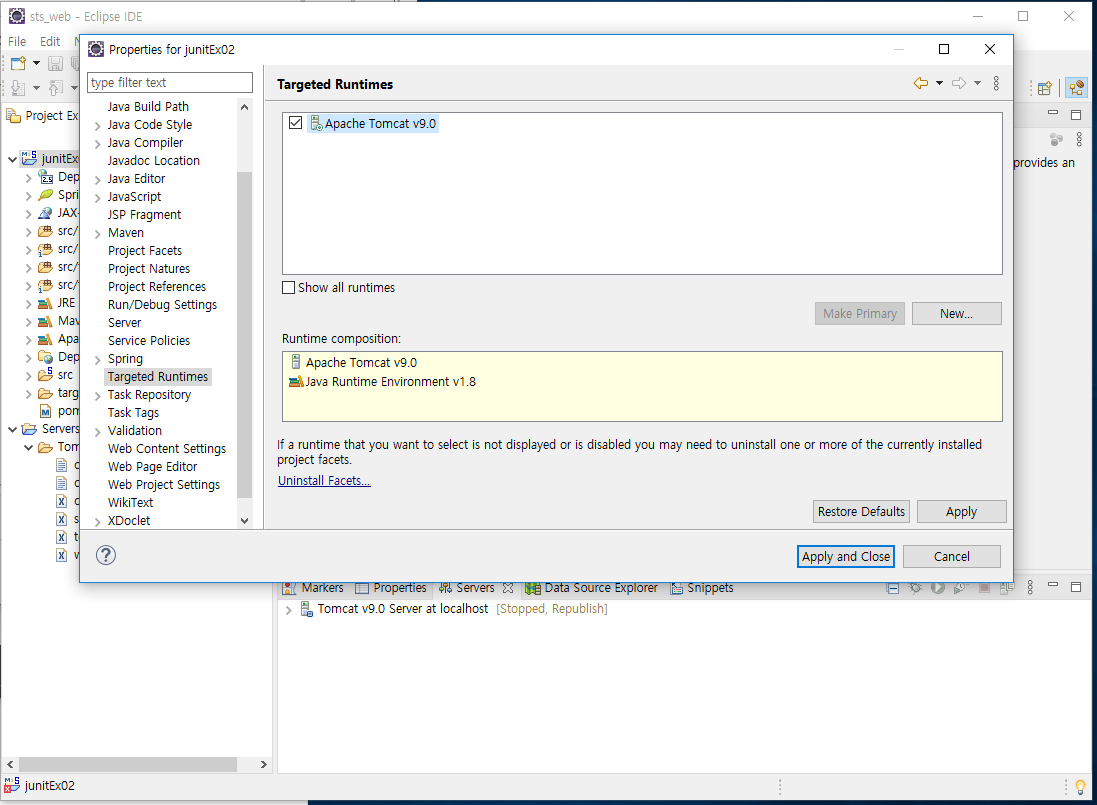 sts_web - Eclipse IDE
File Edit
Properties for junitEx02
type filter text
Java Build Path
Java Code Style
Java Compiler
Javadoc Location
Java Editor
JavaScript
JSP Fragment
Maven
Project Facets
Project Natures
Project References
Run/Debug Settings
Server
Service Policies
Spring
Targeted Runtimes
Task Repository
Task Tags
Validation
Web Content Settings
Web Page Editor
Web Project Settings
WikiText
XDoclet
Targeted Runtimes
Apache Tomcat v9.0
Show all runtimes
Make Primary
New...
Runtime composition:
Apache Tomcat v9.0
Java Runtime Environment v1.8
If a runtime that you want to select is not displayed or is disabled you may need to uninstall one or more of the currently installed
project facets.
Uninstall Facets...
Restore Defaults
Apply
Apply and Close
Cancel
Project Ex
junitEx
Dep
Spri
JAX-
src/
src/
src/
src/
JRE
Mav
Apa
Dep
src
targ
pom
Servers
Tom
provides an
Markers
Properties
Servers
Data Source Explorer
Snippets
Tomcat v9.0 Server at localhost [Stopped, Republish]
junitEx02